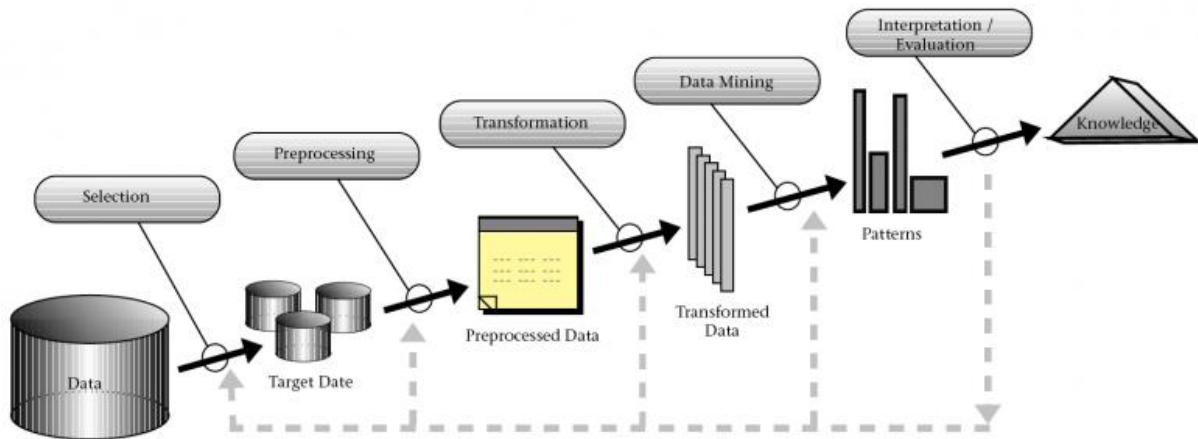 Interpretation /
Evaluation
Data Mining
Transformation
Preprocessing
Selection
Data
Target Date
Preprocessed Data
Transformed
Data
Patterns
Knowledge